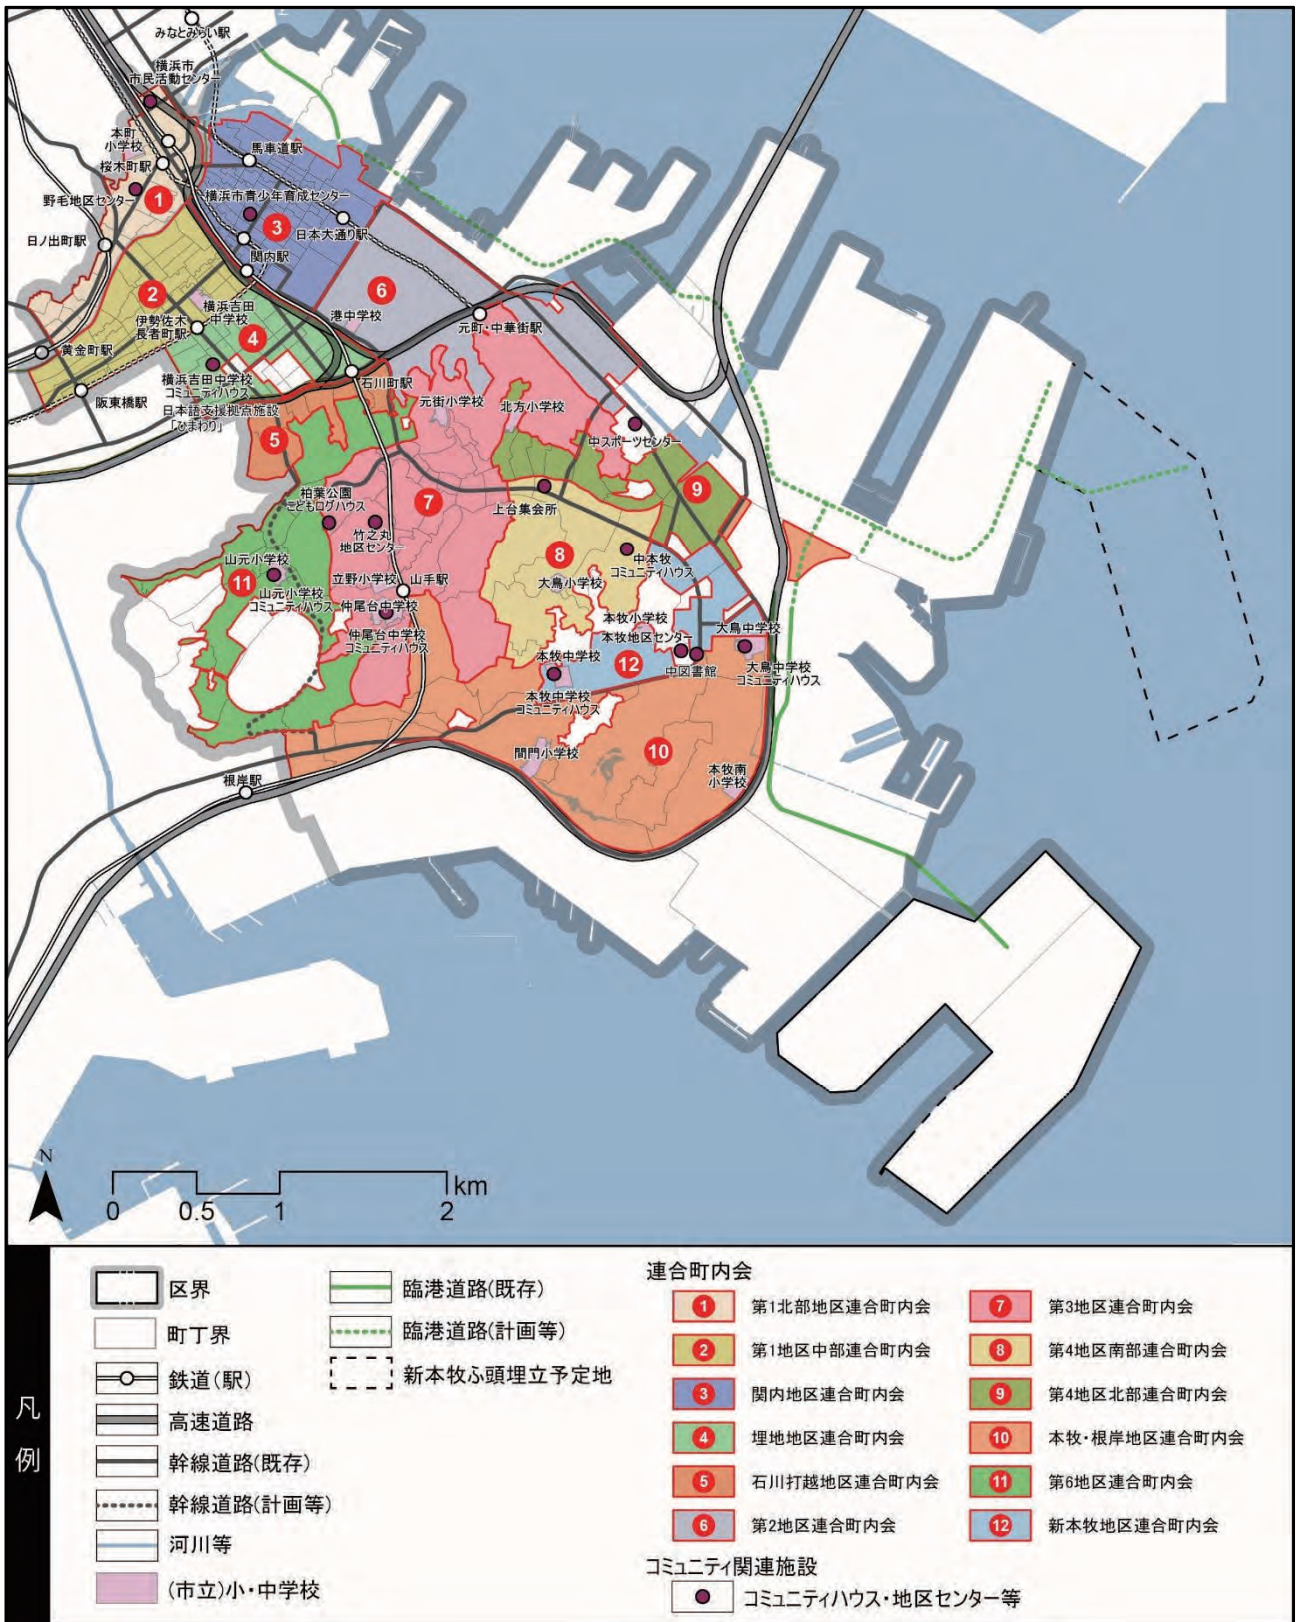 みなとみらい駅
横浜市
市民活動センター
本町
小学校
桜木町駅
馬車道駅
野毛地区センター
1
横浜市青少年育成センター
3
日本大通り駅
日ノ出町駅
関内駅
2
6
横浜吉田
中学校
伊勢佐木
長者町駅
4
港中学校
元町・中華街駅
黄金町駅
横浜吉田中学校
コミュニティハウス
石川町駅
阪東橋駅
日本語支援拠点施設
「ひまわり」
元街小学校
北方小学校
5
中スポーツセンター
柏葉公園
こどもログハウス
7
9
上台集会所
竹之丸
地区センター
8
中本牧
コミュニティハウス
山元小学校
11
山元小学校
コミュニティハウス
立野小学校
山手駅
大鳥小学校
仲尾台中学校
本牧小学校
仲尾台中学校
コミュニティハウス
本牧地区センター
大鳥中学校
本牧中学校
12
中図書館
大鳥中学校
コミュニティハウス
本牧中学校
コミュニティハウス
間門小学校
10
本牧南
小学校
根岸駅
N
km
0 0.5 1 2
凡例
区界
町丁界
鉄道(駅)
高速道路
幹線道路(既存)
幹線道路(計画等)
河川等
(市立)小・中学校
臨港道路(既存)
臨港道路(計画等)
新本牧ふ頭埋立予定地
連合町内会
1 第1北部地区連合町内会
2 第1地区中部連合町内会
3 関内地区連合町内会
4 埋地地区連合町内会
5 石川打越地区連合町内会
6 第2地区連合町内会
7 第3地区連合町内会
8 第4地区南部連合町内会
9 第4地区北部連合町内会
10 本牧・根岸地区連合町内会
11 第6地区連合町内会
12 新本牧地区連合町内会
コミュニティ関連施設
コミュニティハウス・地区センター等